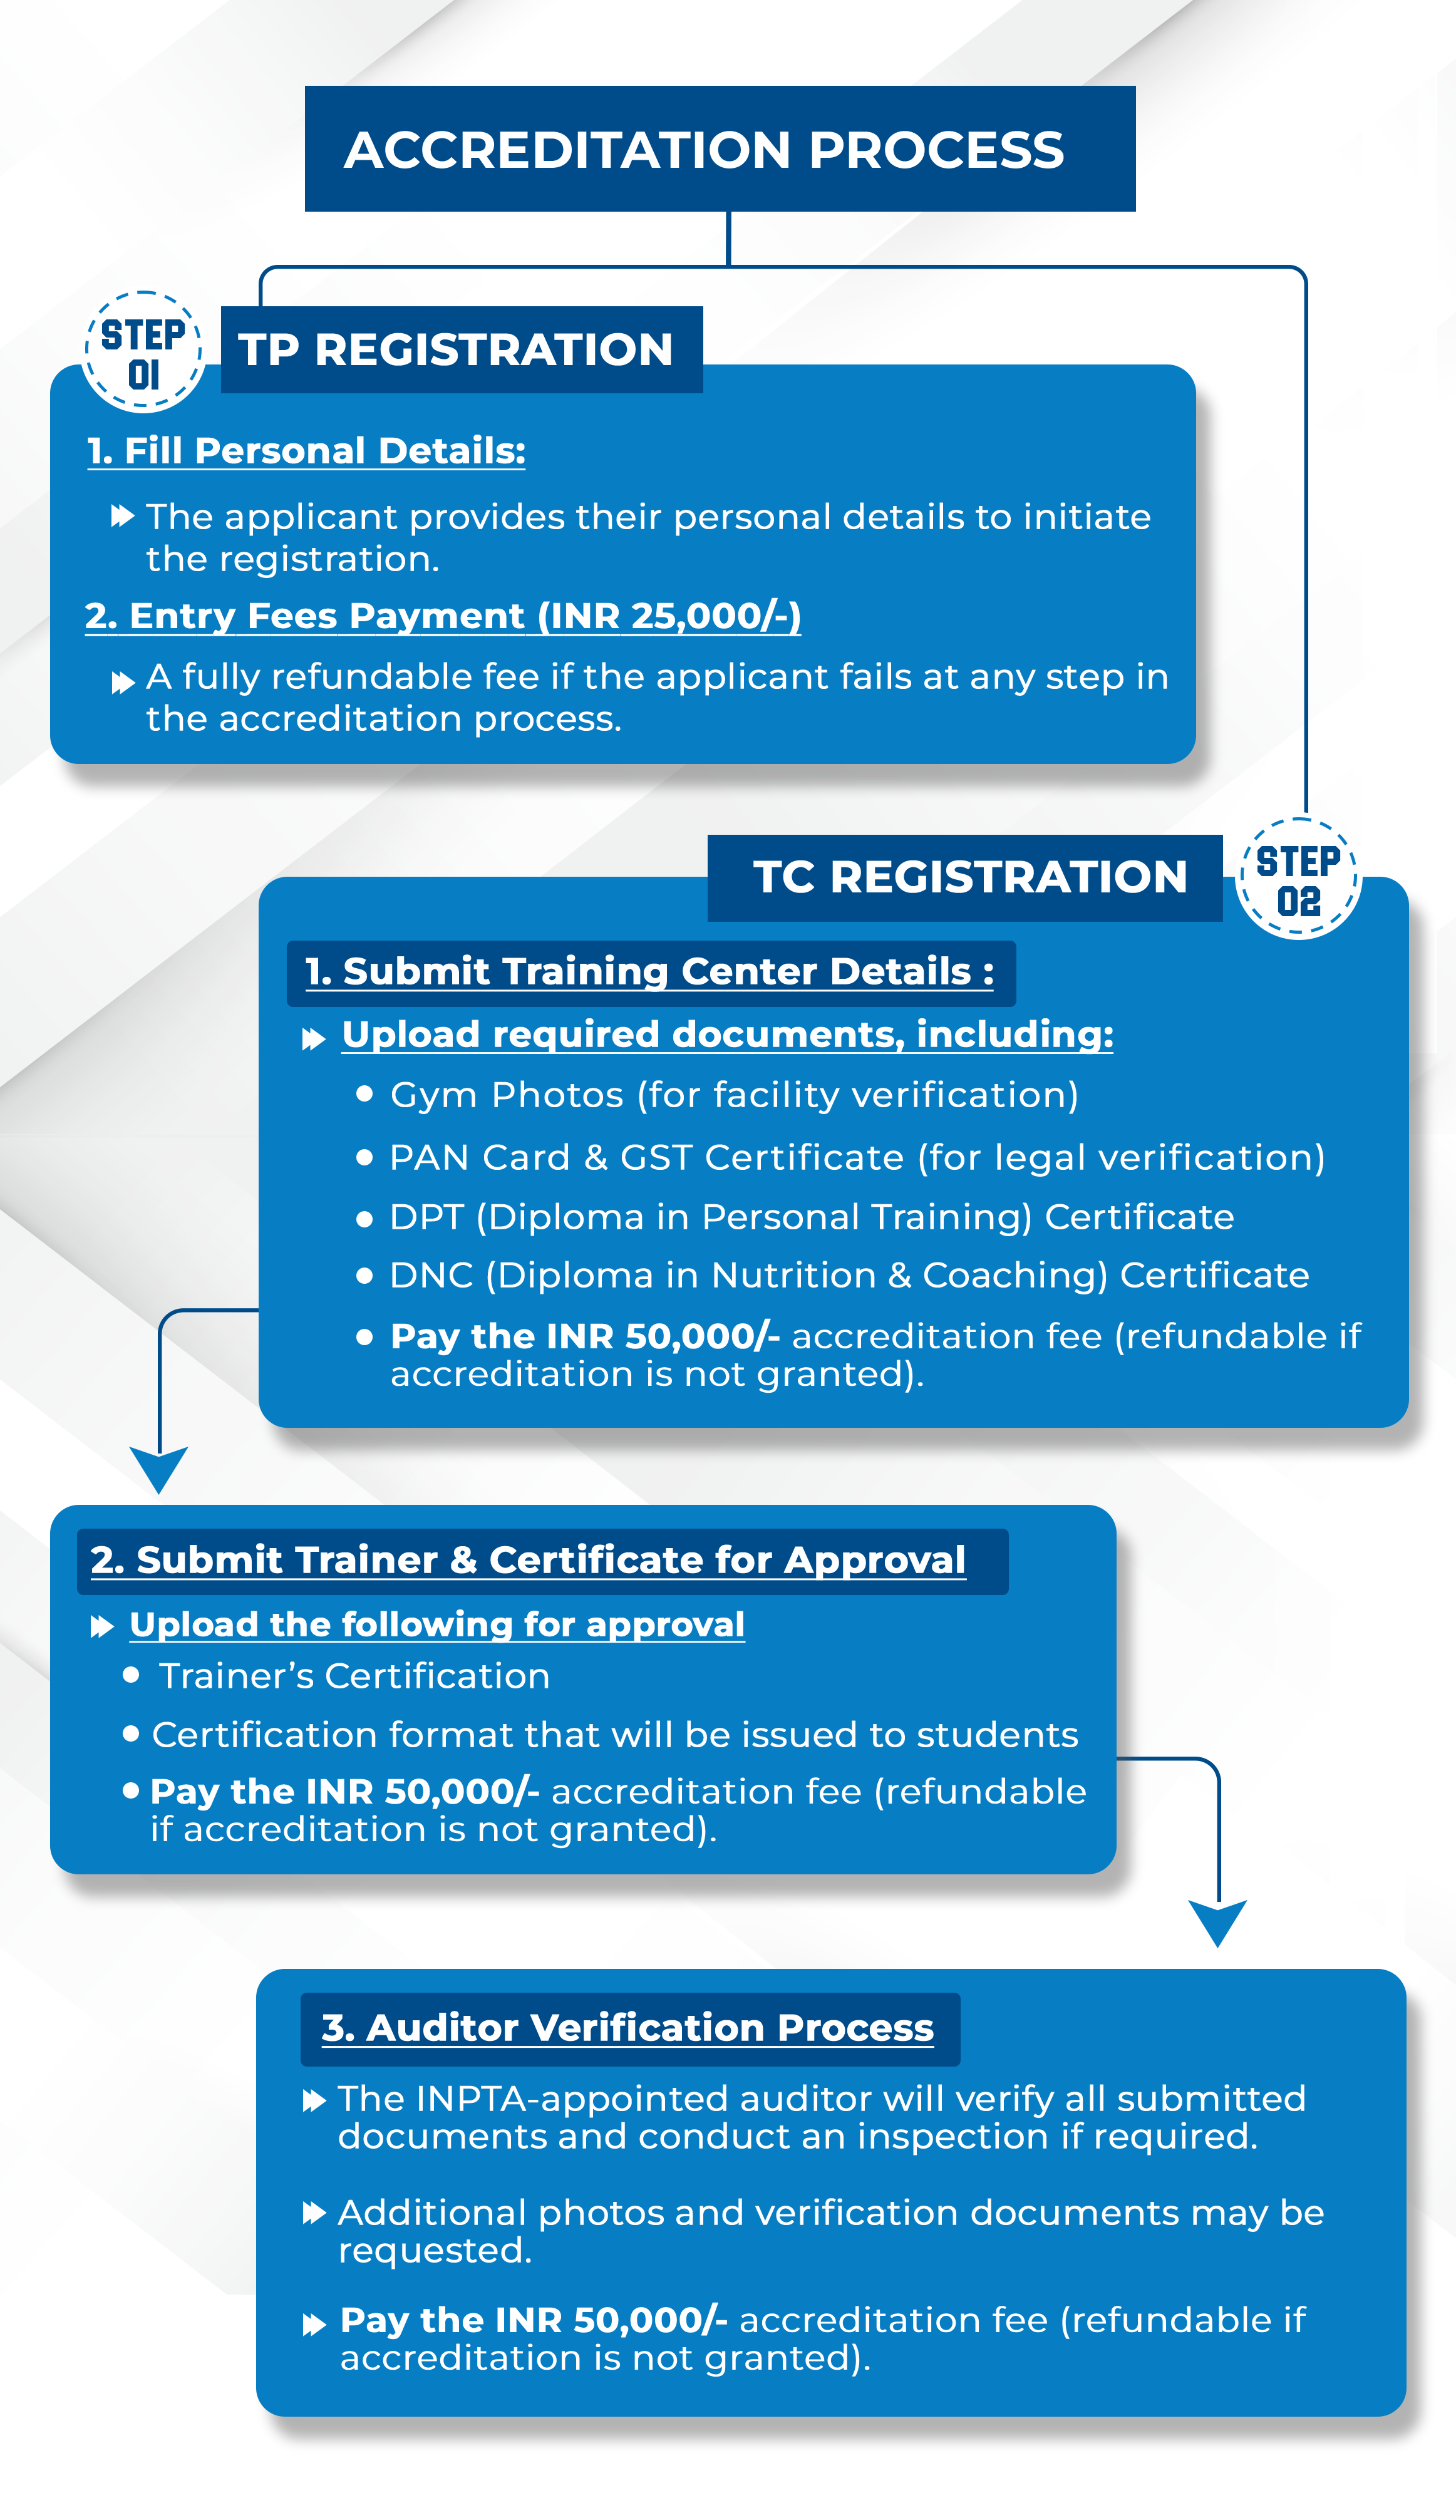 ACCREDITATION PROCESS
STEP
01
TP REGISTRATION
1. Fill Personal Details:
The applicant provides their personal details to initiate
the registration.
2. Entry Fees Payment (INR 25,000/-)
A fully refundable fee if the applicant fails at any step in
the accreditation process.
TC REGISTRATION
STEP
02
1. Submit Training Center Details :
Upload required documents, including:
Gym Photos (for facility verification)
PAN Card & GST Certificate (for legal verification)
DPT (Diploma in Personal Training) Certificate
DNC (Diploma in Nutrition & Coaching) Certificate
Pay the INR 50,000/- accreditation fee (refundable if
accreditation is not granted).
2. Submit Trainer & Certificate for Approval
Upload the following for approval
Trainer’s Certification
Certification format that will be issued to students
Pay the INR 50,000/- accreditation fee (refundable
if accreditation is not granted).
3. Auditor Verification Process
The INPTA-appointed auditor will verify all submitted
documents and conduct an inspection if required.
Additional photos and verification documents may be
requested.
Pay the INR 50,000/- accreditation fee (refundable if
accreditation is not granted).